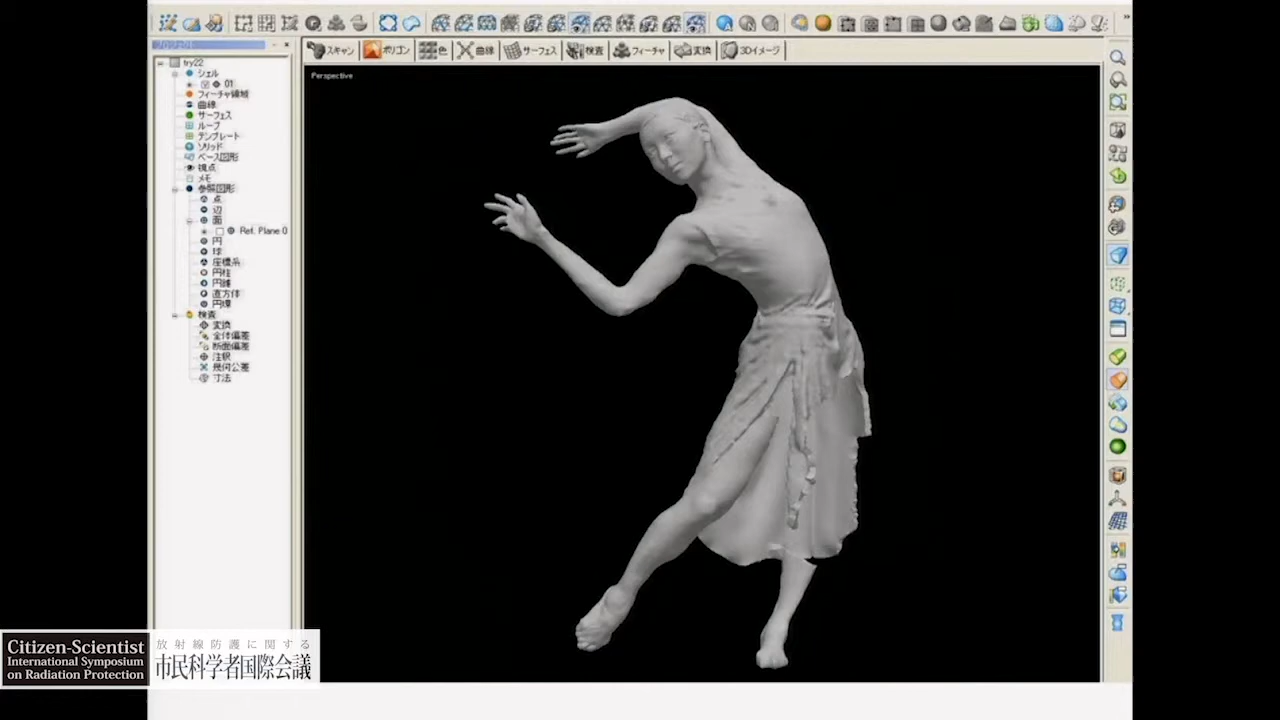 スキャン
ポリゴン
色
曲線
サーフェス
検査
フィーチャ
変換
3Dイメージ
プロジェクト
try22
シェル
01
フィーチャ領域
曲線
サーフェス
ループ
テンプレート
ソリッド
ベース図形
視点
メモ
参照図形
点
辺
面
Ref. Plane 0
円
球
座標系
円柱
円錐
直方体
円環
検査
変換
全体偏差
断面偏差
注釈
幾何公差
寸法
Perspective
Citizen-Scientist
International Symposium
on Radiation Protection
放射線防護に関する
市民科学者国際会議